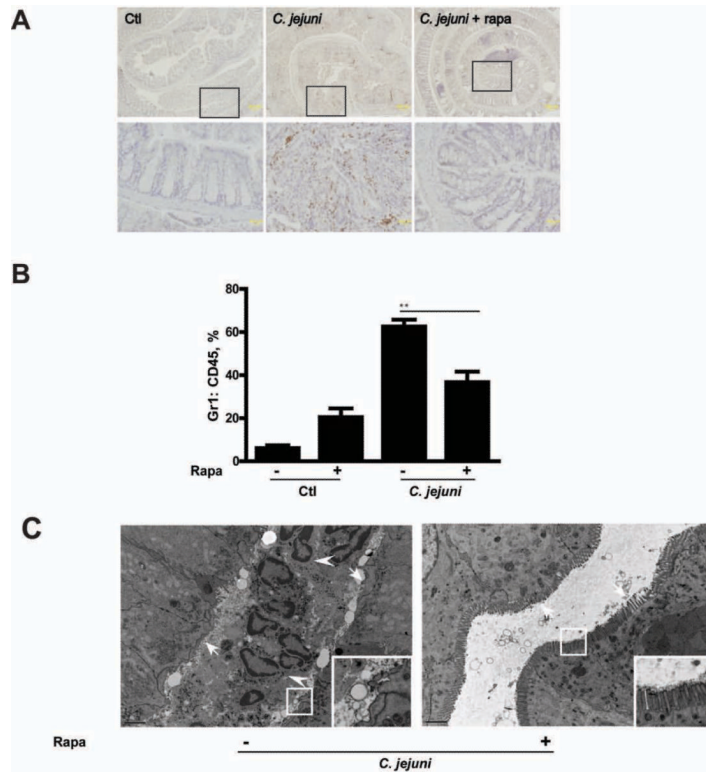 A
Ctl
C. jejuni
C. jejuni + rapa
B
Gr1: CD45, %
80
60
40
20
0
**
Rapa - + - +
Ctl C. jejuni
C
Rapa - +
C. jejuni